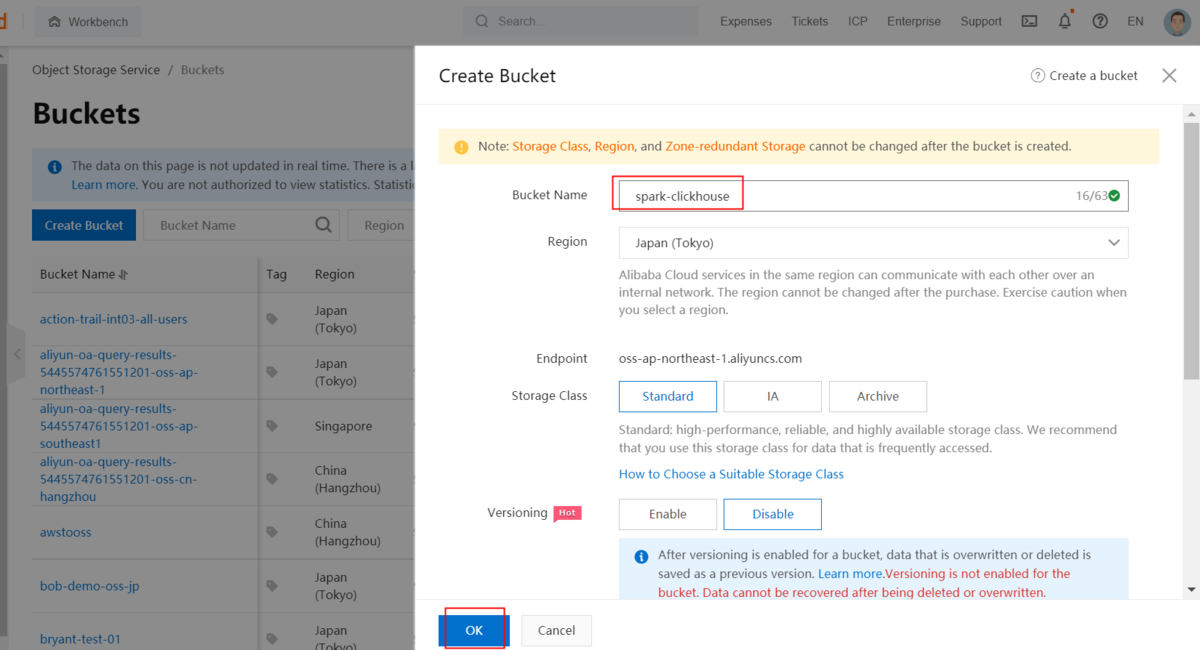 Workbench
Search...
Expenses
Tickets
ICP
Enterprise
Support
EN
Object Storage Service / Buckets
Buckets
The data on this page is not updated in real time. There is a
Learn more. You are not authorized to view statistics. Statistic
Create Bucket
Bucket Name
Region
Bucket Name
Tag
Region
action-trail-int03-all-users
Japan
(Tokyo)
aliyun-oa-query-results-
5445574761551201-oss-ap-
northeast-1
Japan
(Tokyo)
aliyun-oa-query-results-
5445574761551201-oss-ap-
southeast1
Singapore
aliyun-oa-query-results-
5445574761551201-oss-cn-
hangzhou
China
(Hangzhou)
awstooss
China
(Hangzhou)
bob-demo-oss-jp
Japan
(Tokyo)
bryant-test-01
Japan
(Tokyo)
Create Bucket
Create a bucket
Note: Storage Class, Region, and Zone-redundant Storage cannot be changed after the bucket is created.
Bucket Name
spark-clickhouse
16/63
Region
Japan (Tokyo)
Alibaba Cloud services in the same region can communicate with each other over an
internal network. The region cannot be changed after the purchase. Exercise caution when
you select a region.
Endpoint
oss-ap-northeast-1.aliyuncs.com
Storage Class
Standard
IA
Archive
Standard: high-performance, reliable, and highly available storage class. We recommend
that you use this storage class for data that is frequently accessed.
How to Choose a Suitable Storage Class
Versioning
Hot
Enable
Disable
After versioning is enabled for a bucket, data that is overwritten or deleted is
saved as a previous version. Learn more.Versioning is not enabled for the
bucket. Data cannot be recovered after being deleted or overwritten.
OK
Cancel